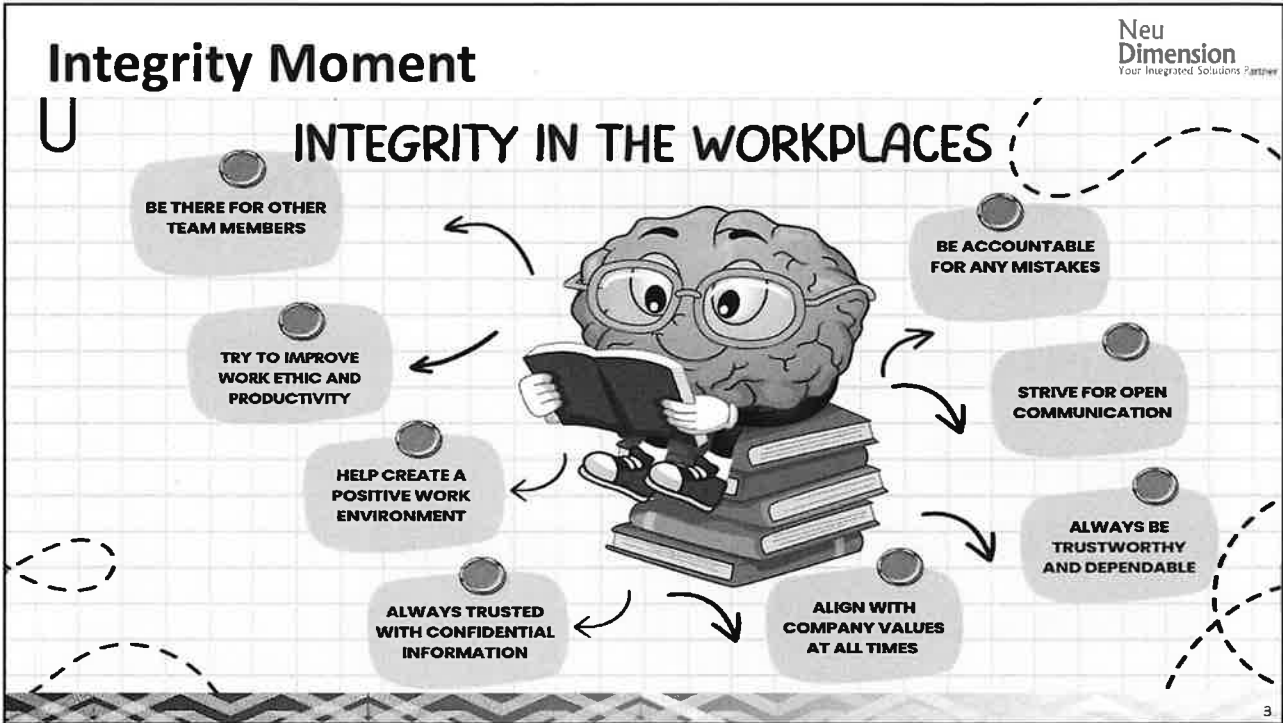 Integrity Moment
Neu
Dimension
Your Integrated Solutions Partner
U
INTEGRITY IN THE WORKPLACES
BE THERE FOR OTHER
TEAM MEMBERS
TRY TO IMPROVE
WORK ETHIC AND
PRODUCTIVITY
HELP CREATE A
POSITIVE WORK
ENVIRONMENT
ALWAYS TRUSTED
WITH CONFIDENTIAL
INFORMATION
BE ACCOUNTABLE
FOR ANY MISTAKES
STRIVE FOR OPEN
COMMUNICATION
ALWAYS BE
TRUSTWORTHY
AND DEPENDABLE
ALIGN WITH
COMPANY VALUES
AT ALL TIMES
3